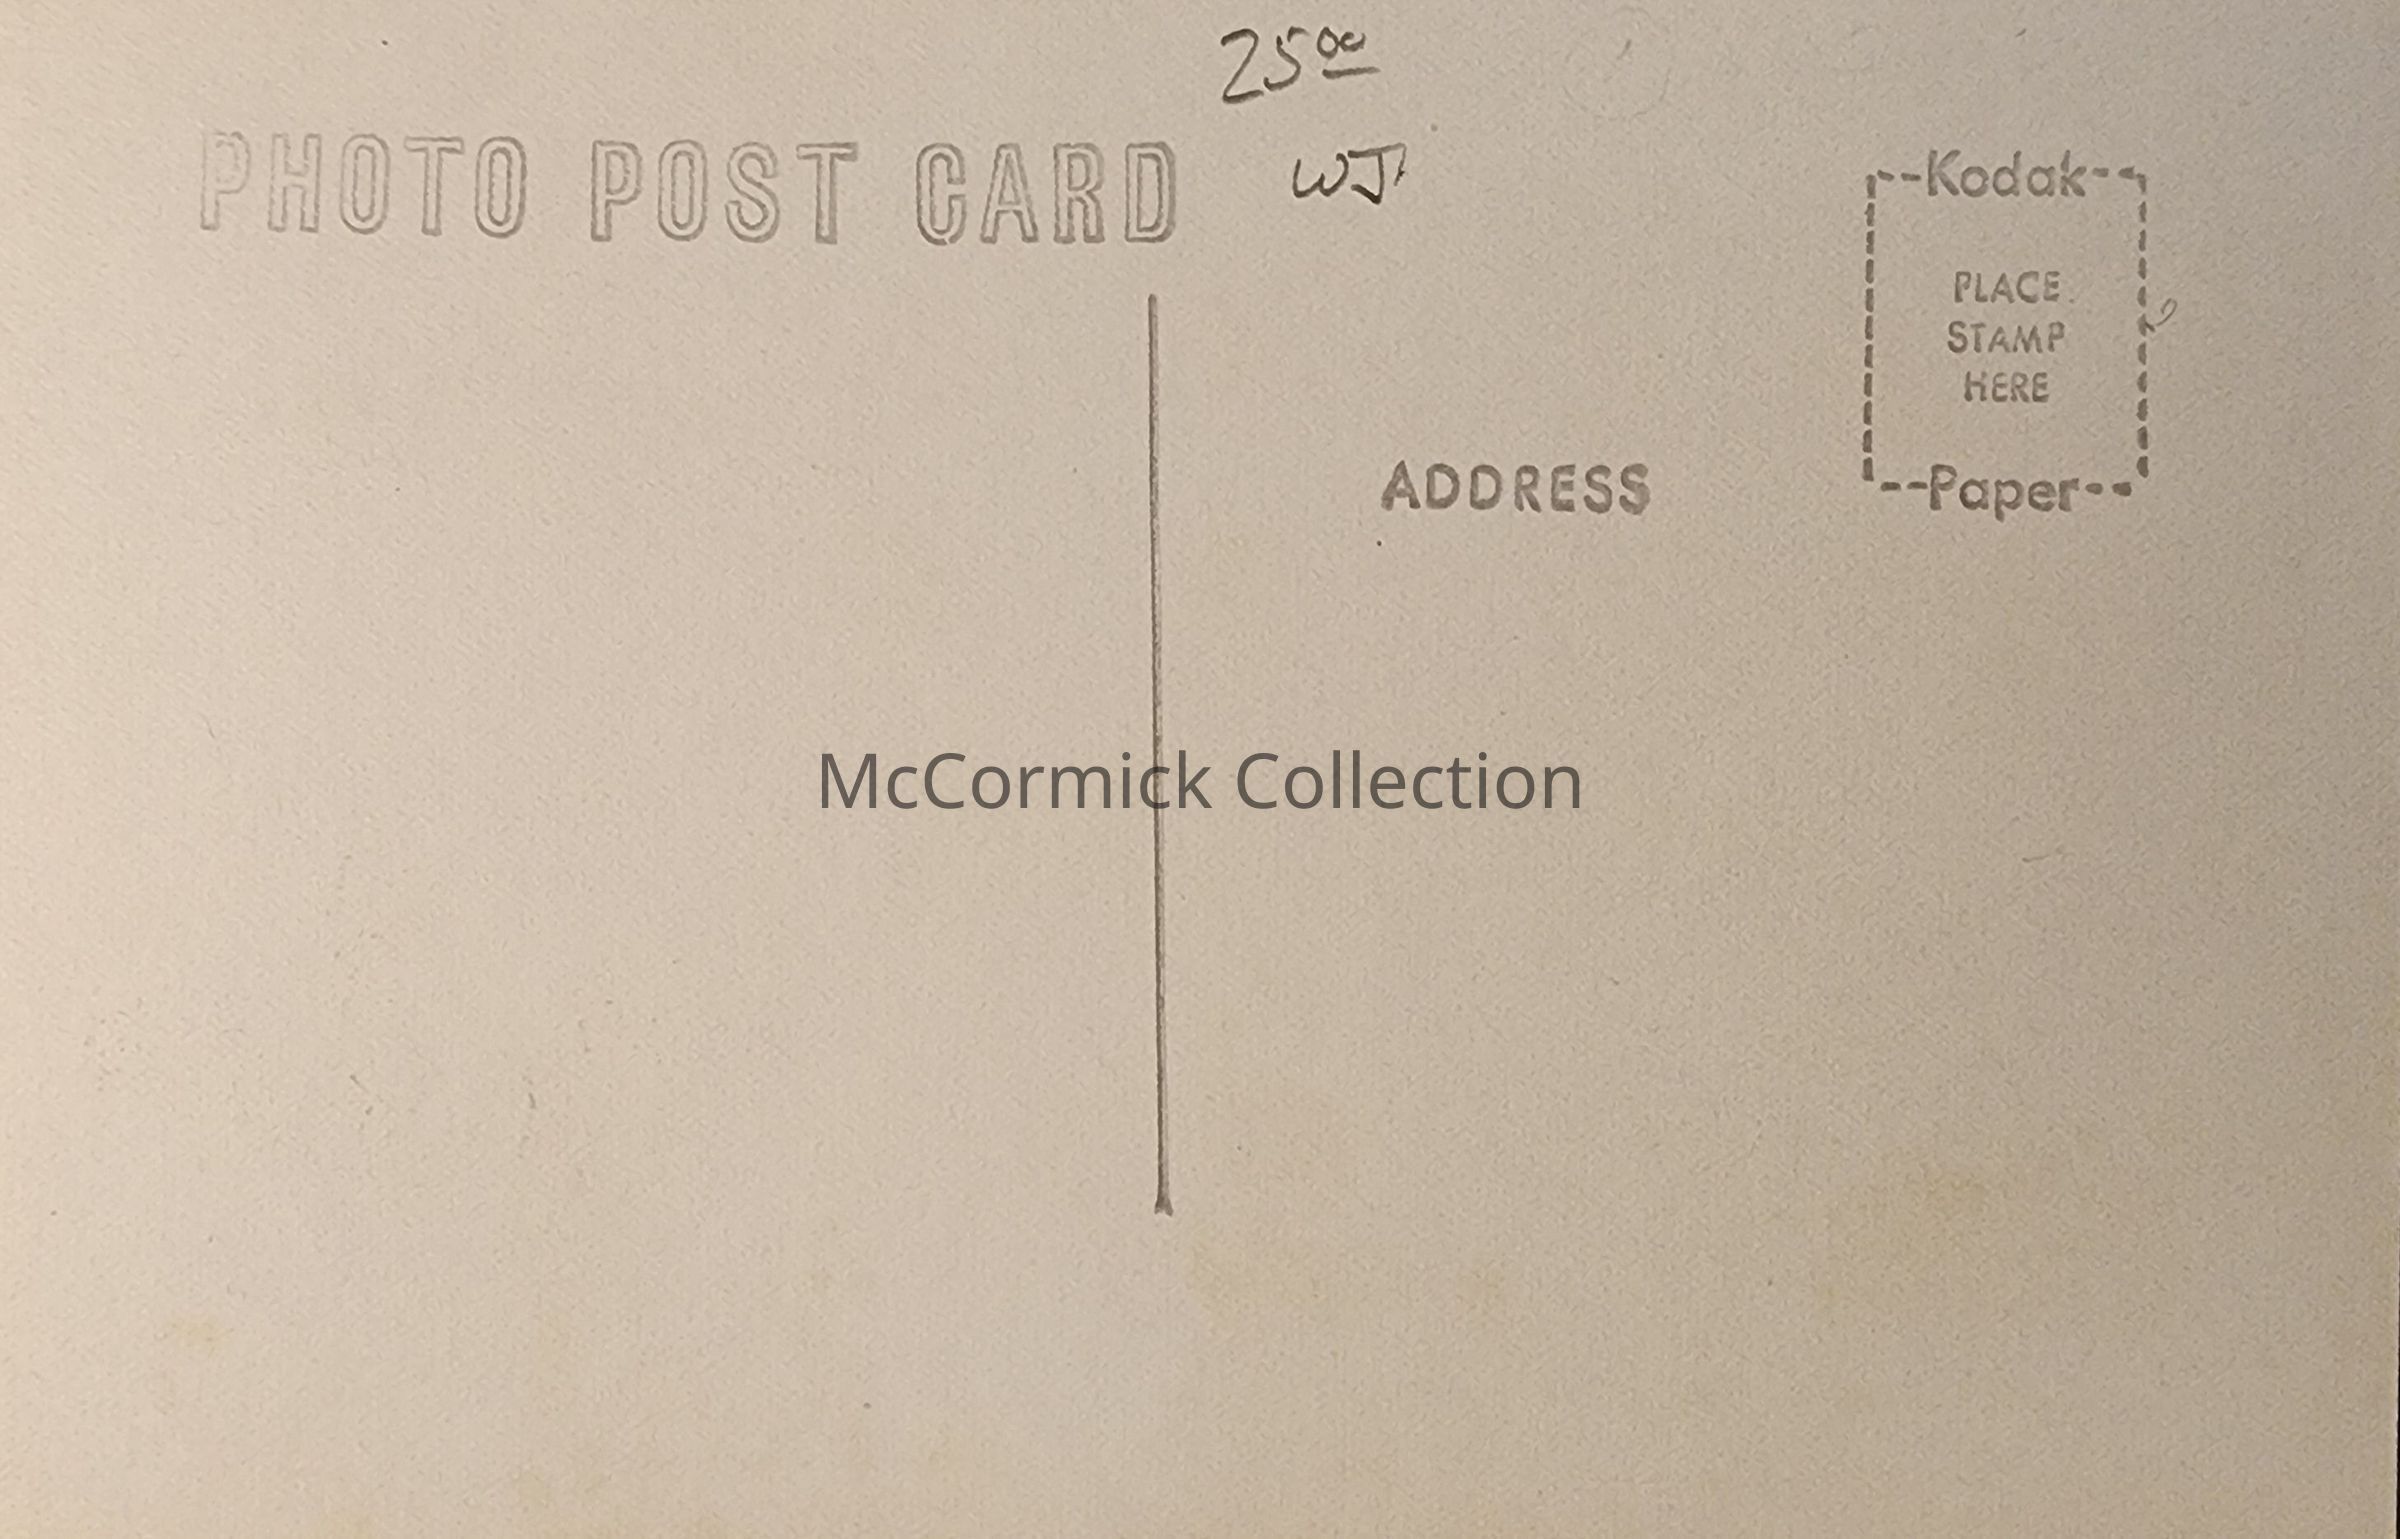 25⁰⁰
WJ
PHOTO POST CARD
Kodak
PLACE
STAMP
HERE
Paper
ADDRESS
McCormick Collection